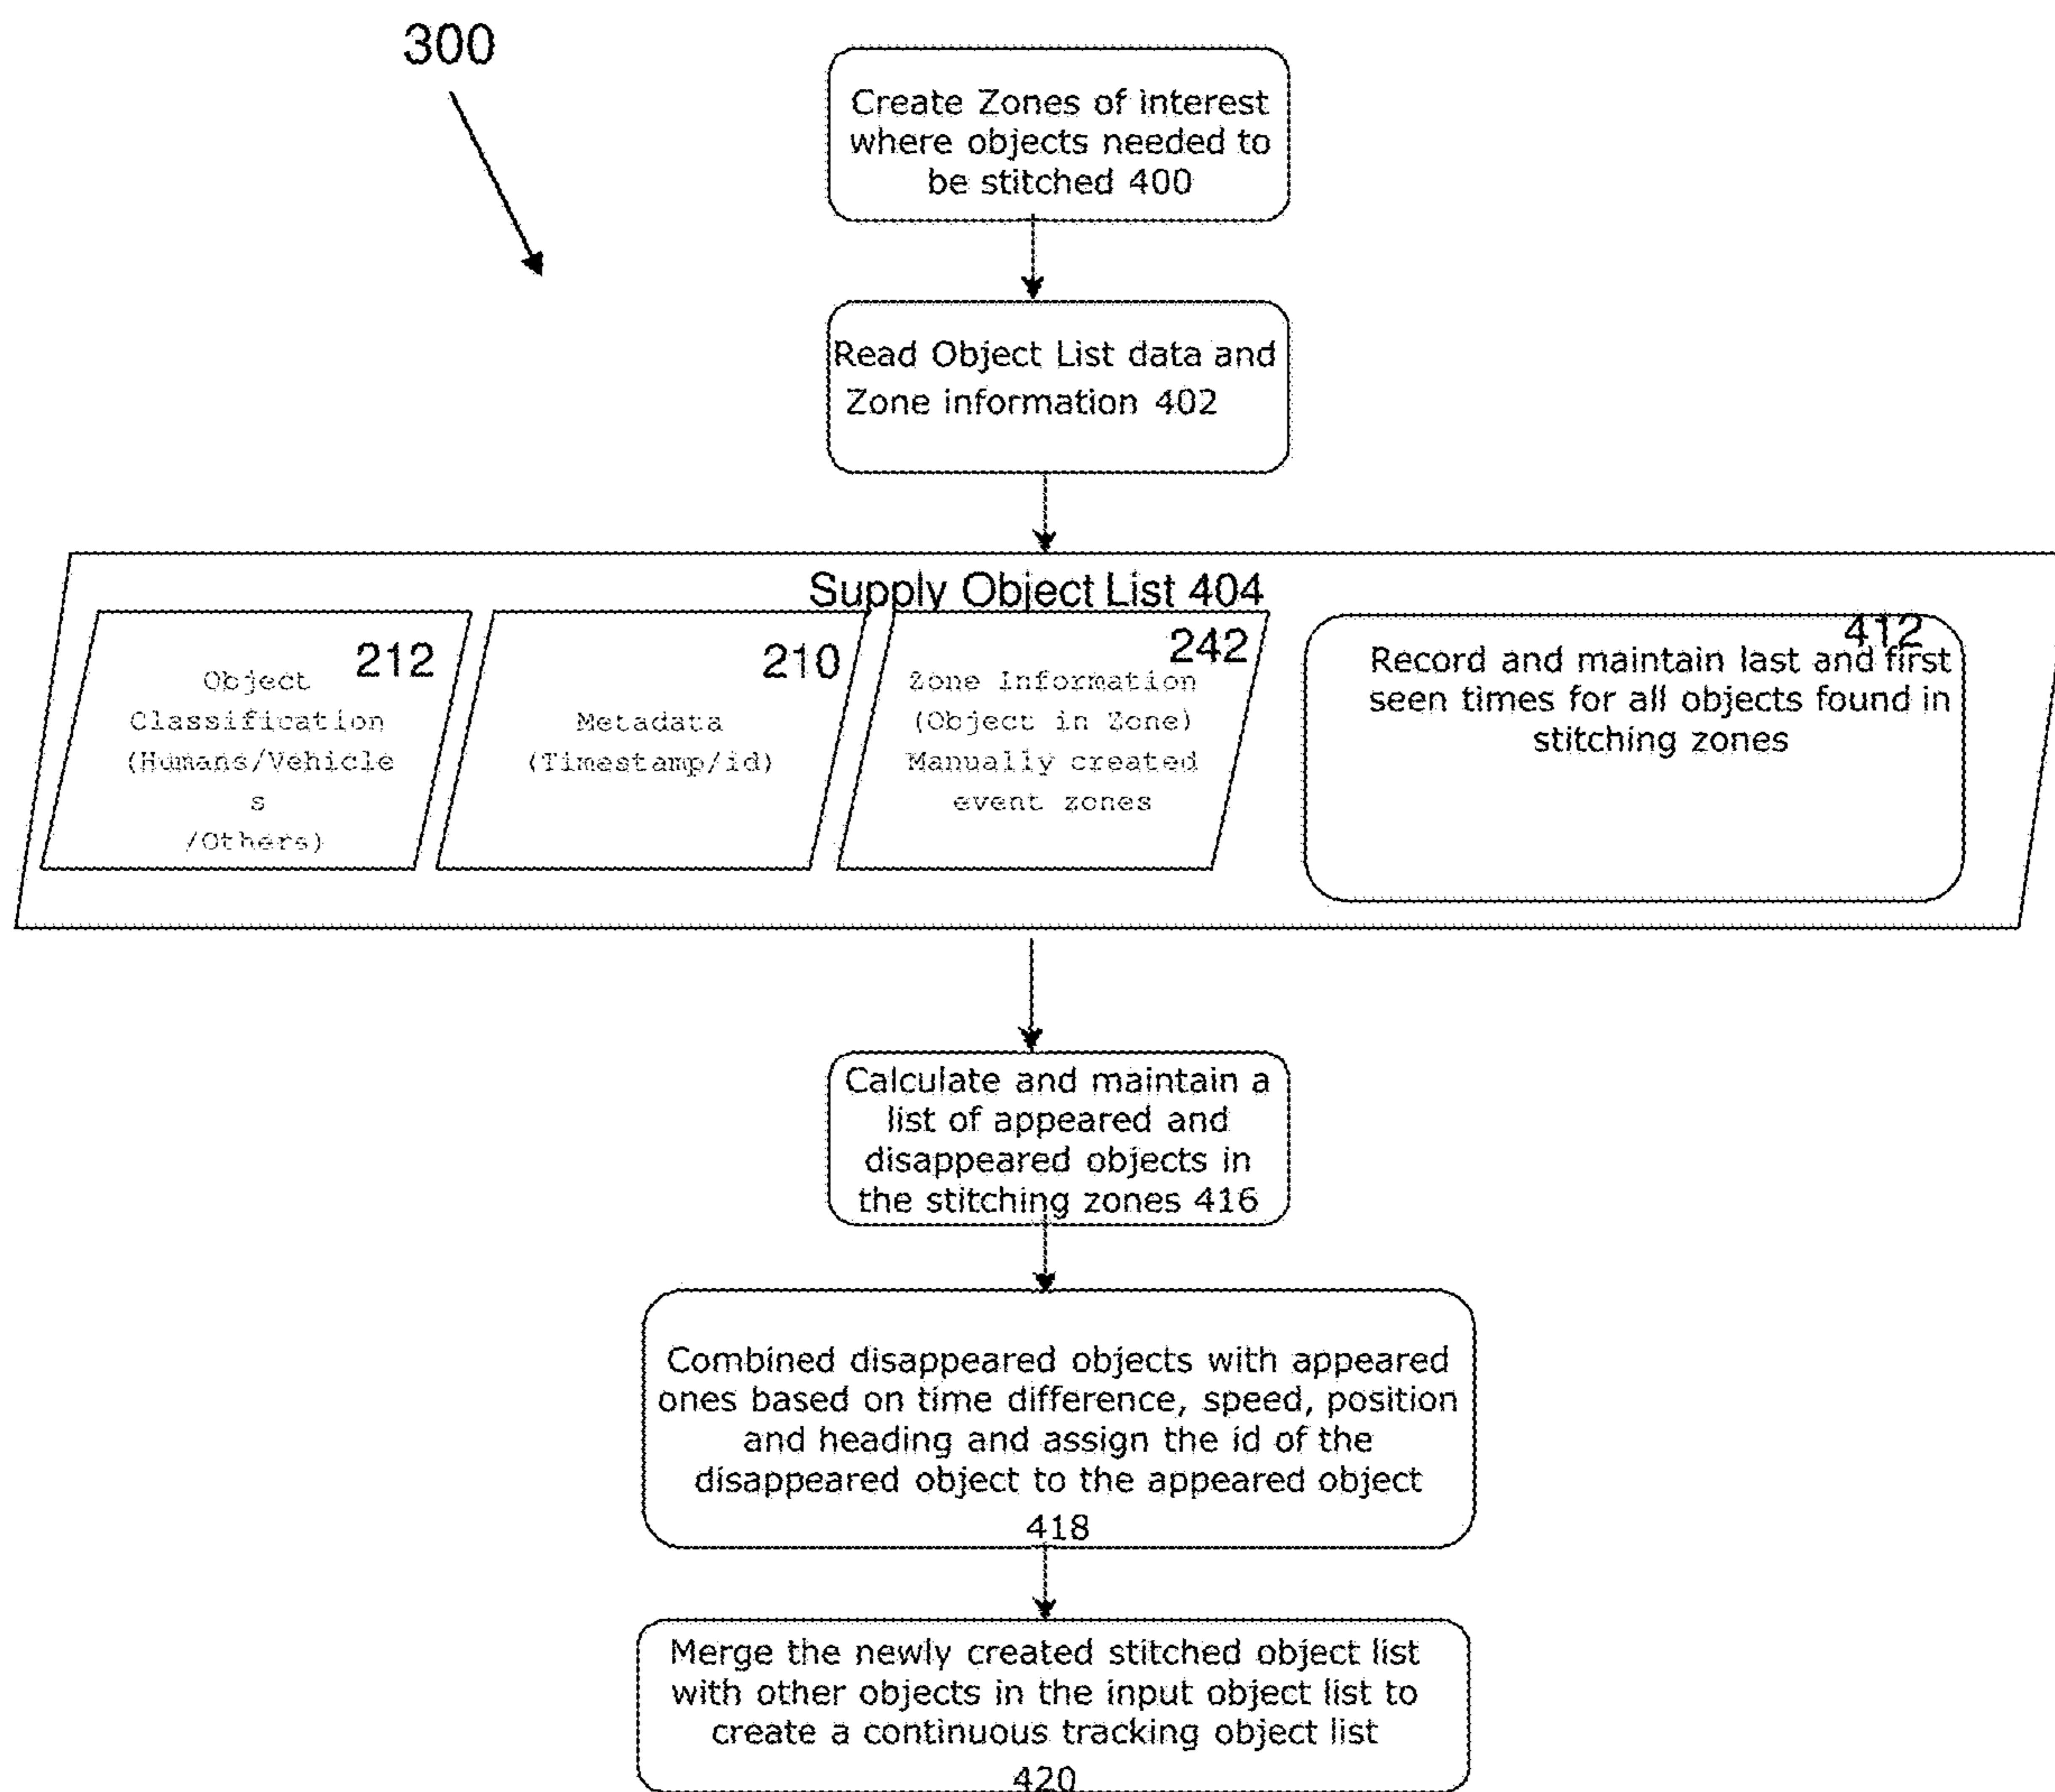 300
Create Zones of interest
where objects needed to
be stitched 400
Read Object List data and
Zone information 402
Supply Object List 404
212
Object
Classification
(Humans/Vehicle
s
/Others)
210
Metadata
(Timestamp/id)
242
Zone Information
(Object in Zone)
Manually created
event zones
412
Record and maintain last and first
seen times for all objects found in
stitching zones
Calculate and maintain a
list of appeared and
disappeared objects in
the stitching zones 416
Combined disappeared objects with appeared
ones based on time difference, speed, position
and heading and assign the id of the
disappeared object to the appeared object
418
Merge the newly created stitched object list
with other objects in the input object list to
create a continuous tracking object list
420